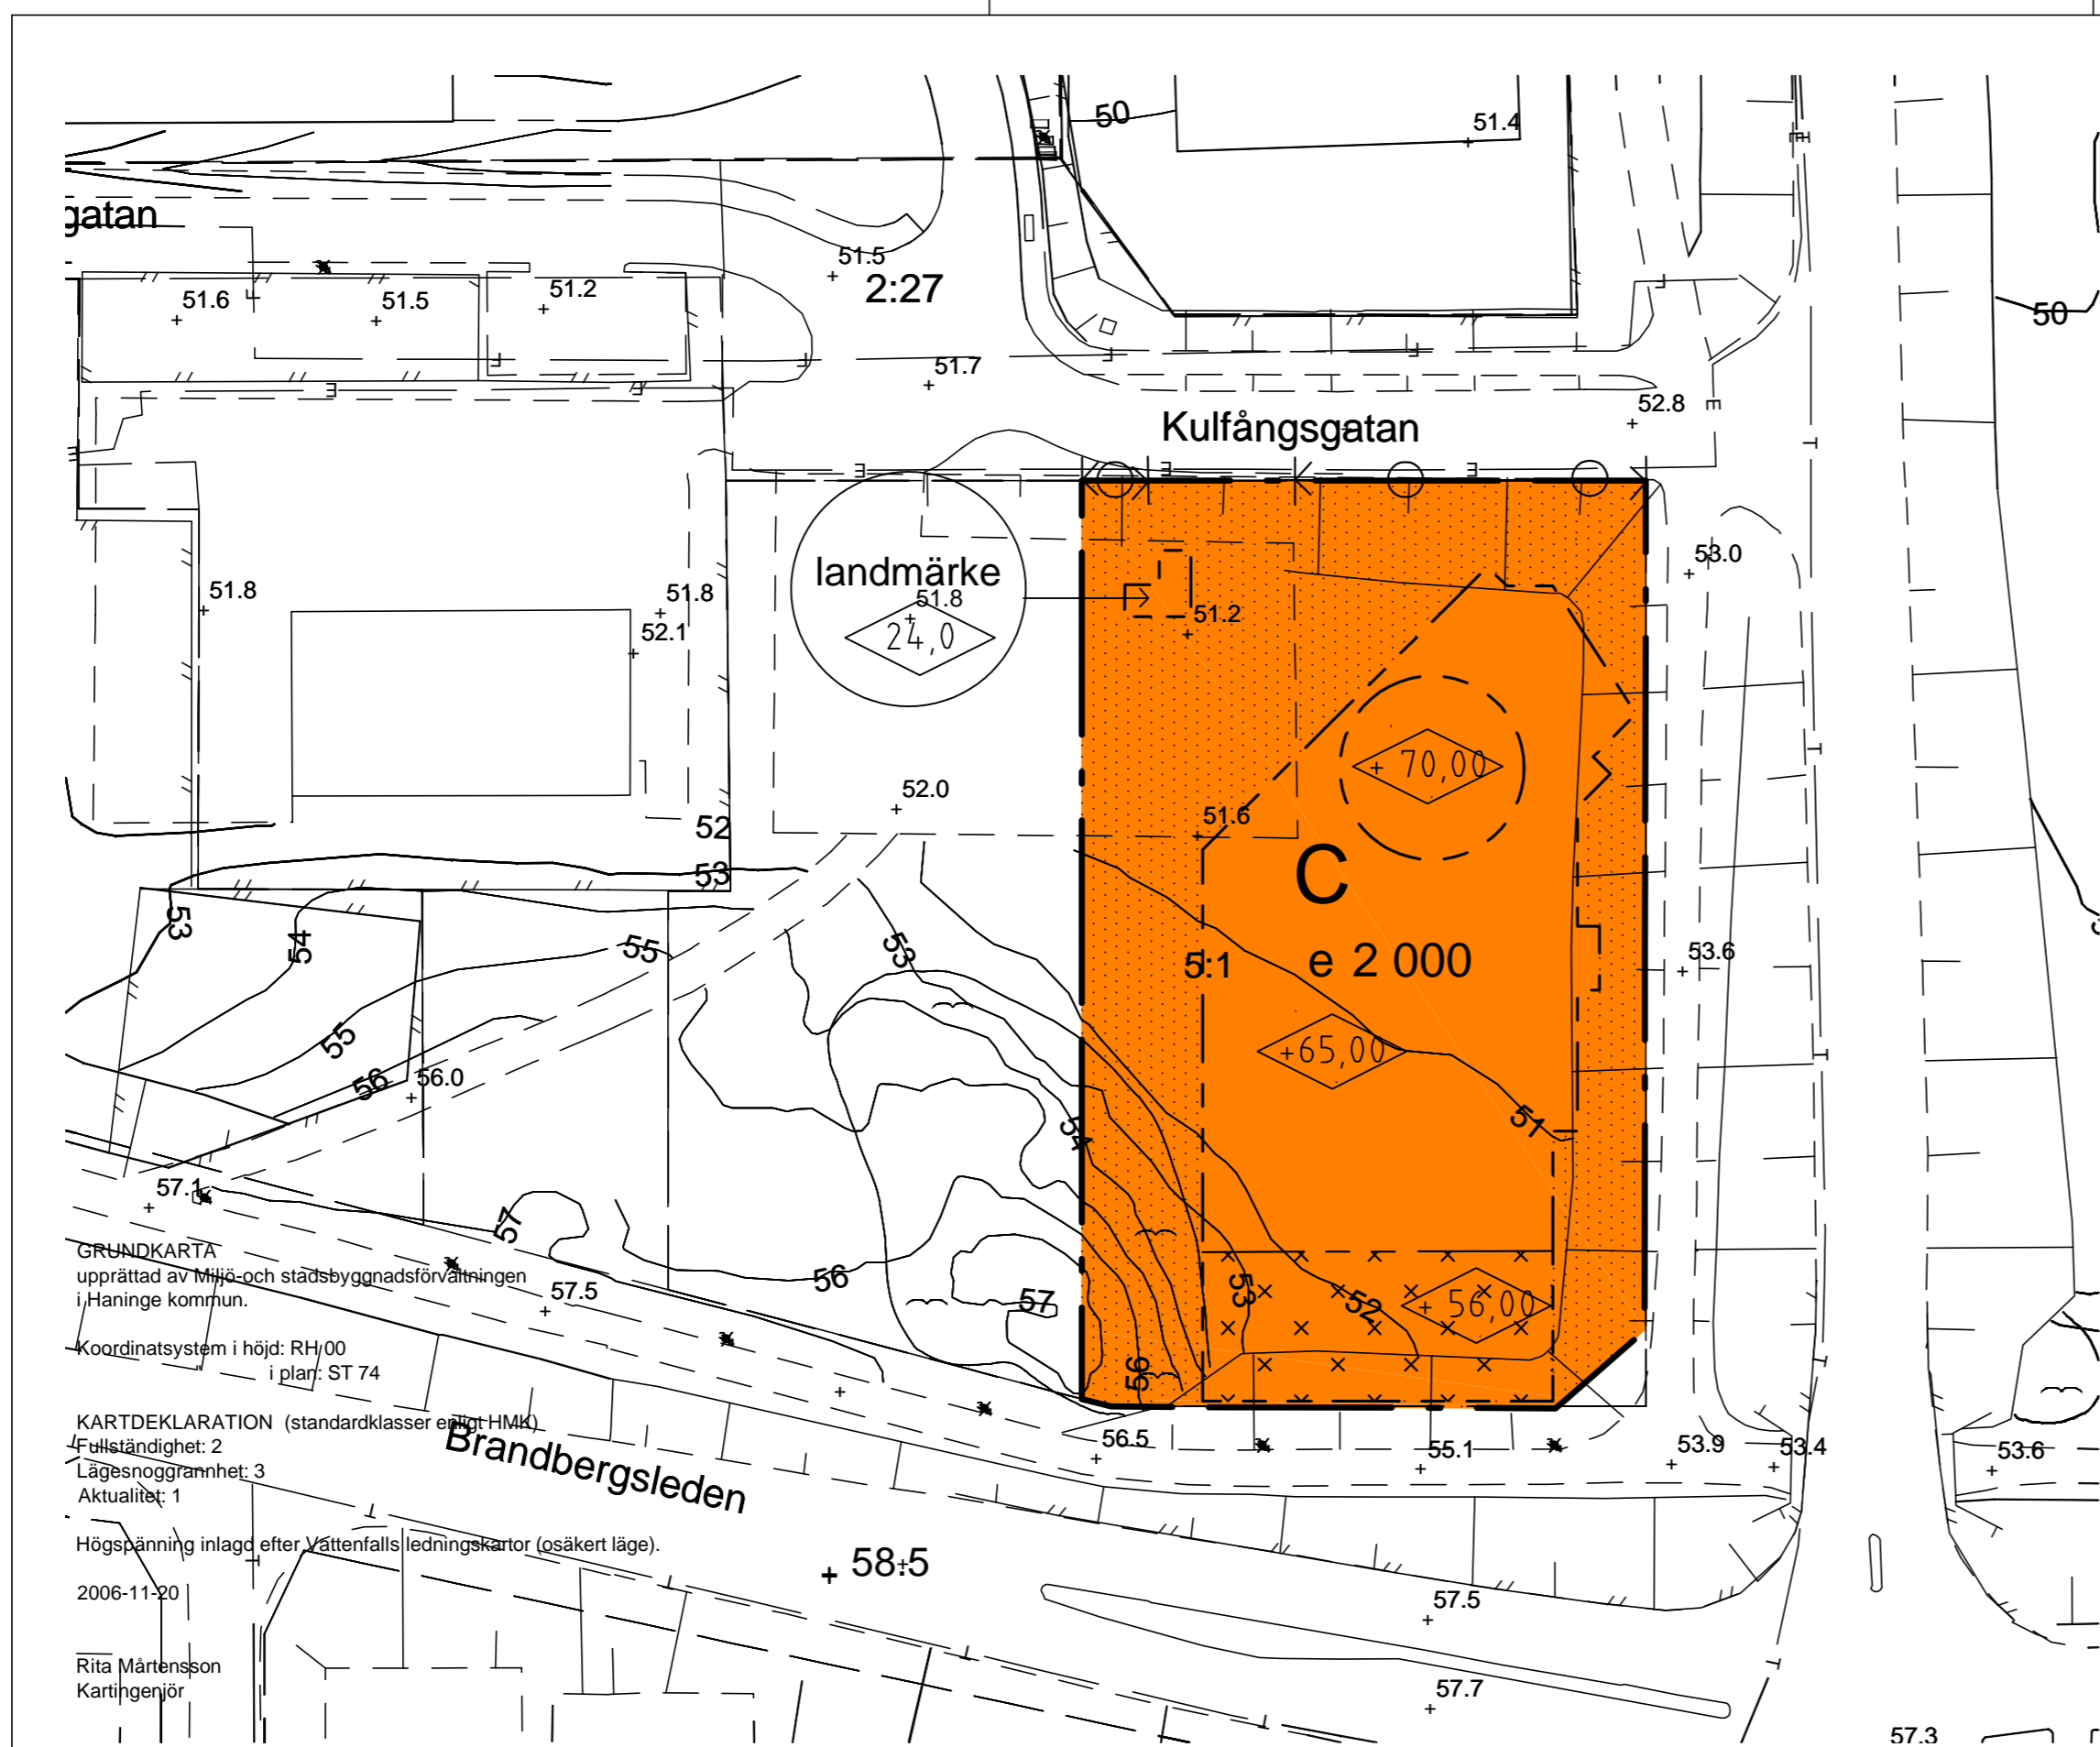 50
51.4
gatan
51.5
2:27
50
51.6
51.5
51.2
51.7
52.8
Kulfångsgatan
landmärke
51.8
24,0
51.8
51.8
52.1
51.2
53.0
+ 70,00
52.0
51.6
52
53
C
53
54
55
53
5:1
e 2 000
53.6
55
+65,00
56
56.0
54
51
57.1
57
56
57
53
52
+ 56,00
56
GRUNDKARTA
upprättad av Miljö-och stadsbyggnadsförvaltningen
i Haninge kommun.
57.5
Koordinatsystem i höjd: RH 00
i plan: ST 74
KARTDEKLARATION (standardklasser enligt HMK)
Fullständighet: 2
Lägesnoggrannhet: 3
Aktualitet: 1
Brandbergsleden
56.5
55.1
53.9
53.4
53.6
Högspänning inlagd efter Vattenfalls ledningskartor (osäkert läge).
58.5
2006-11-20
57.5
Rita Mårtensson
Kartingenjör
57.7
57.3